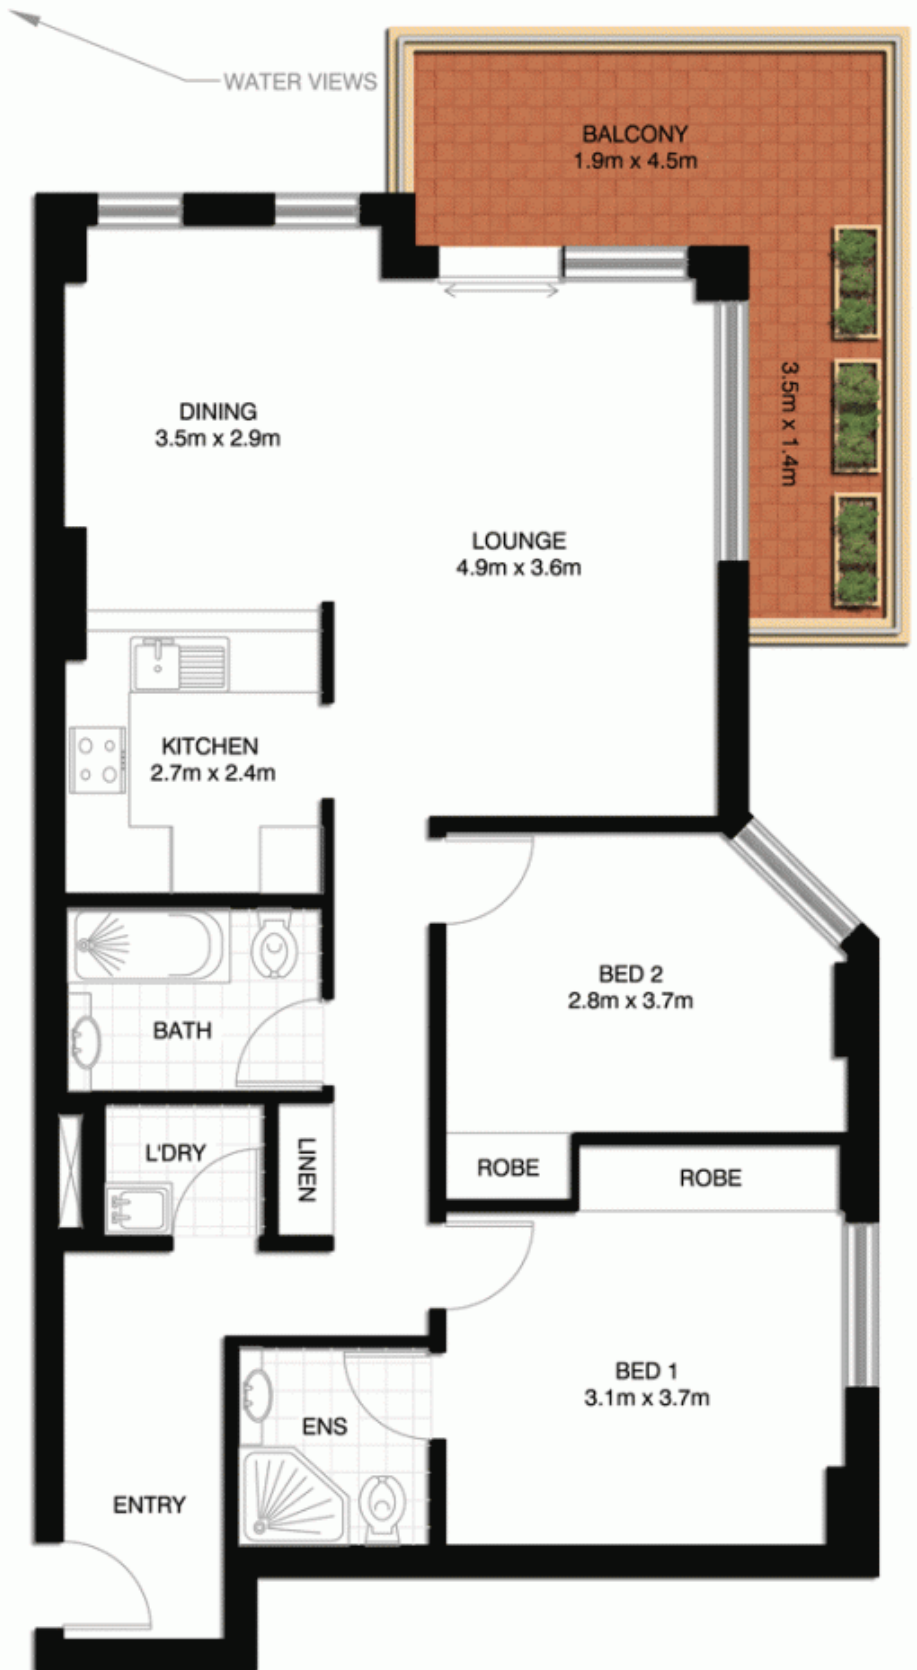 WATER VIEWS
BALCONY
1.9m x 4.5m
3.5m x 1.4m
DINING
3.5m x 2.9m
LOUNGE
4.9m x 3.6m
KITCHEN
2.7m x 2.4m
BED 2
2.8m x 3.7m
BATH
L'DRY
LINEN
ROBE
ROBE
BED 1
3.1m x 3.7m
ENS
ENTRY